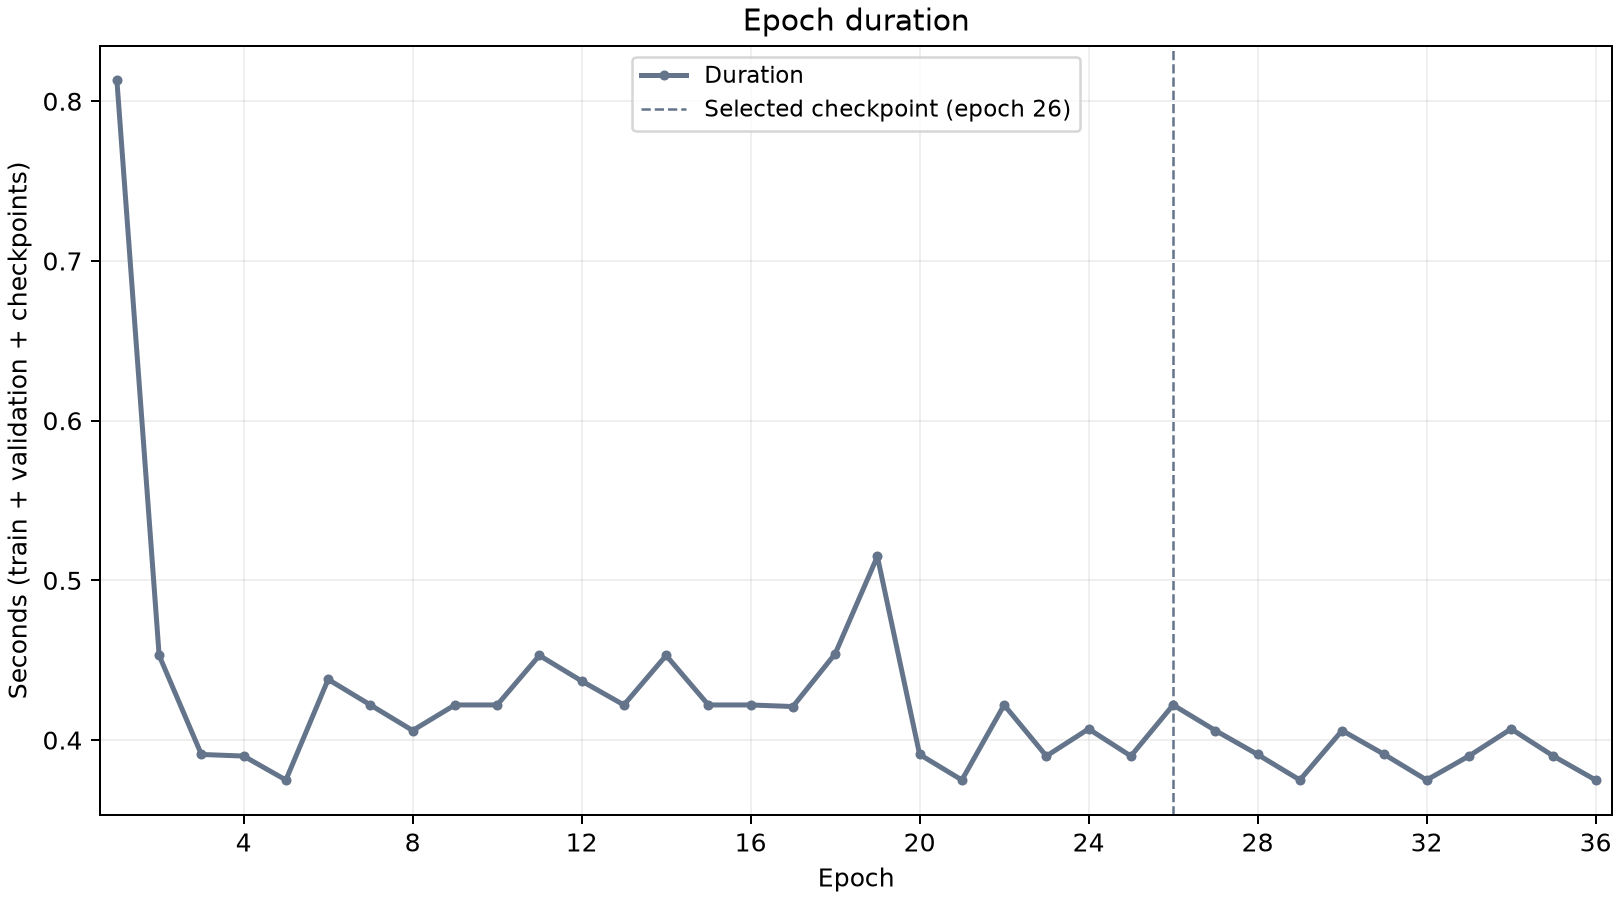 Epoch duration
Duration
Selected checkpoint (epoch 26)
Seconds (train + validation + checkpoints)
0.8
0.7
0.6
0.5
0.4
4 8 12 16 20 24 28 32 36
Epoch